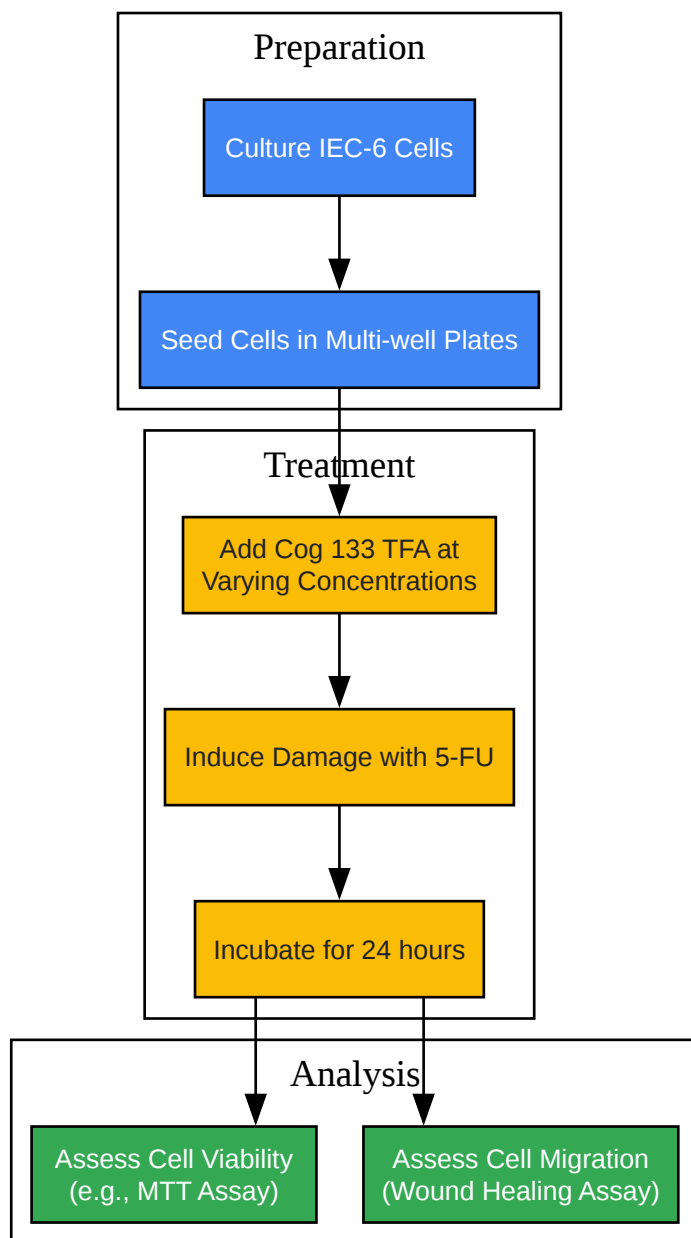 Preparation
Culture IEC-6 Cells
Seed Cells in Multi-well Plates
Treatment
Add Cog 133 TFA at
Varying Concentrations
Induce Damage with 5-FU
Incubate for 24 hours
Analysis
Assess Cell Viability
(e.g., MTT Assay)
Assess Cell Migration
(Wound Healing Assay)